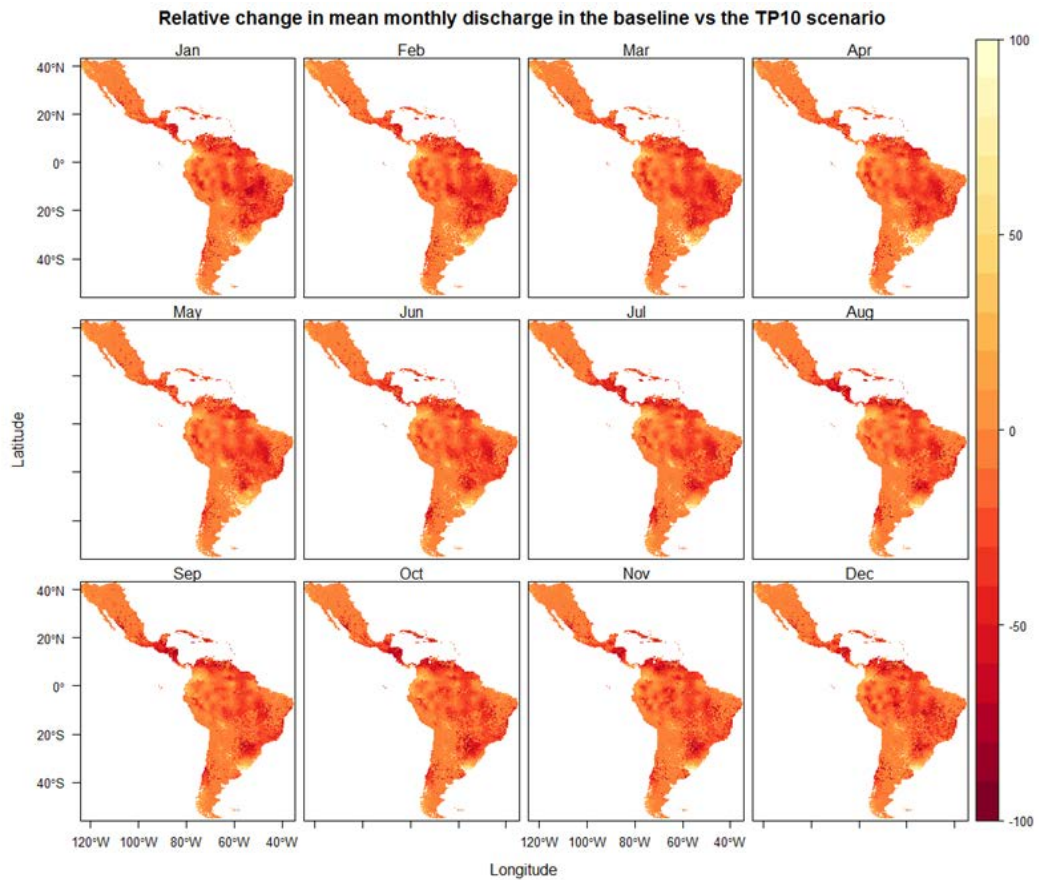 Relative change in mean monthly discharge in the baseline vs the TP10 scenario
Jan Feb Mar Apr
40°N
20°N
0°
20°S
40°S
May Jun Jul Aug
Sep Oct Nov Dec
40°N
20°N
0°
20°S
40°S
120°W 100°W 80°W 60°W 40°W 120°W 100°W 80°W 60°W 40°W
Longitude
Latitude
100
50
0
-50
-100